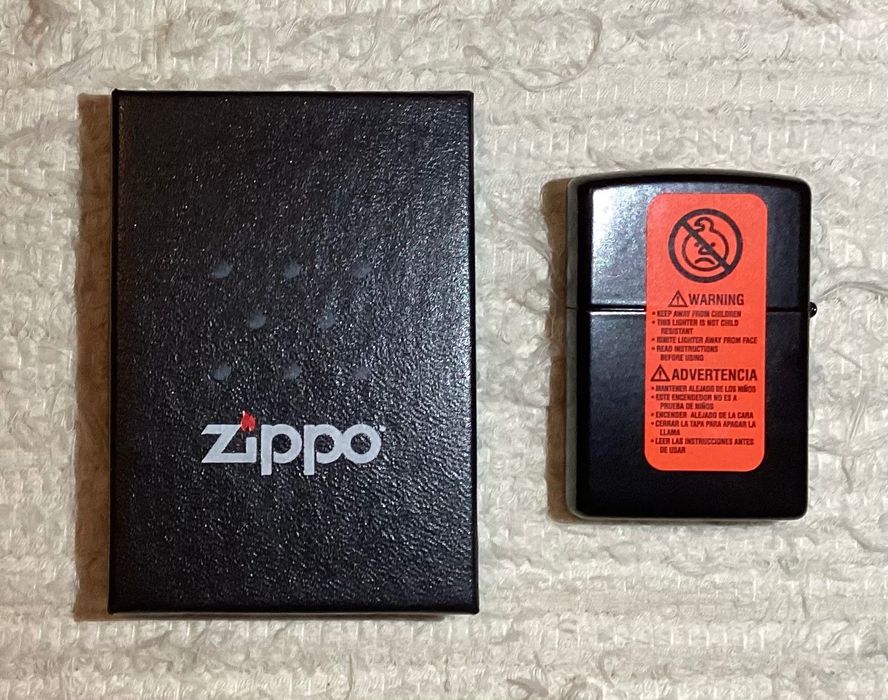 zippo
WARNING
• KEEP AWAY FROM CHILDREN
• THIS LIGHTER IS NOT CHILD
RESISTANT
• IGNITE LIGHTER AWAY FROM FACE
• READ INSTRUCTIONS
BEFORE USING
ADVERTENCIA
• MANTENER ALEJADO DE LOS NIÑOS
• ESTE ENCENDEDOR NO ES A
PRUEBA DE NIÑOS
• ENCENDER ALEJADO DE LA CARA
• CERRAR LA TAPA PARA APAGAR LA
LLAMA
• LEER LAS INSTRUCCIONES ANTES
DE USAR